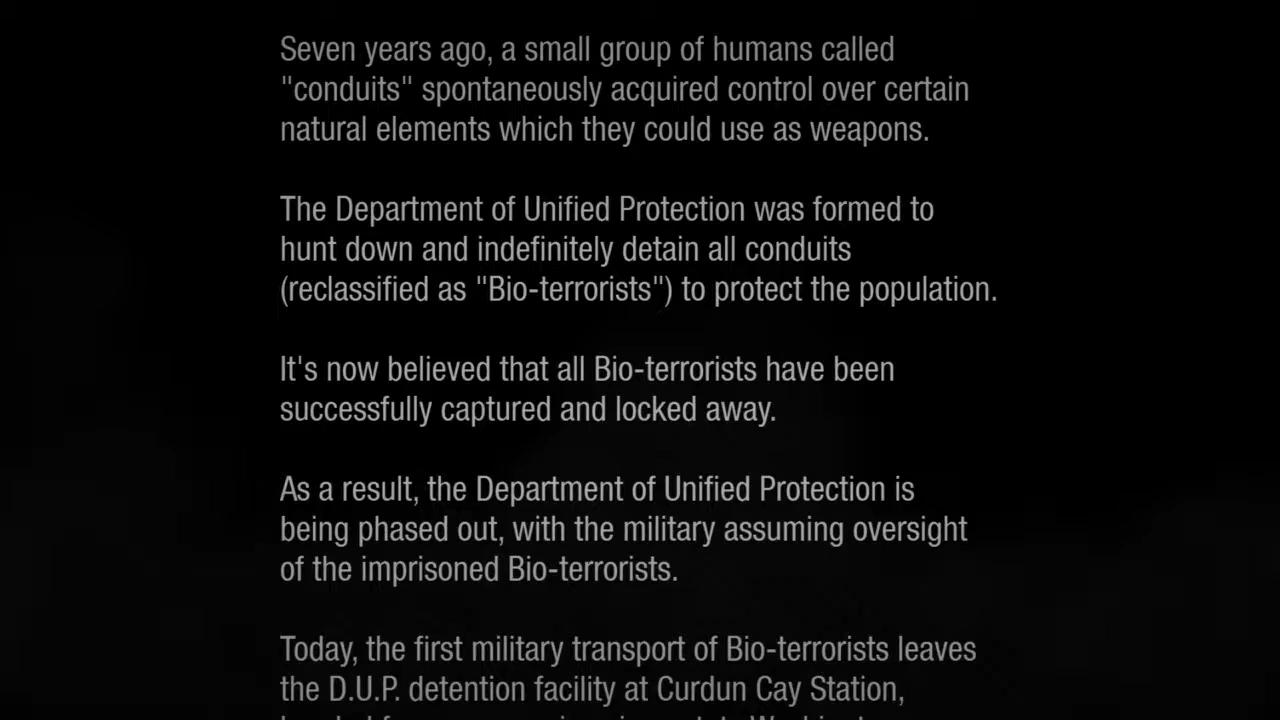 Seven years ago, a small group of humans called
"conduits" spontaneously acquired control over certain
natural elements which they could use as weapons.
The Department of Unified Protection was formed to
hunt down and indefinitely detain all conduits
(reclassified as "Bio-terrorists") to protect the population.
It's now believed that all Bio-terrorists have been
successfully captured and locked away.
As a result, the Department of Unified Protection is
being phased out, with the military assuming oversight
of the imprisoned Bio-terrorists.
Today, the first military transport of Bio-terrorists leaves
the D.U.P. detention facility at Curdun Cay Station,